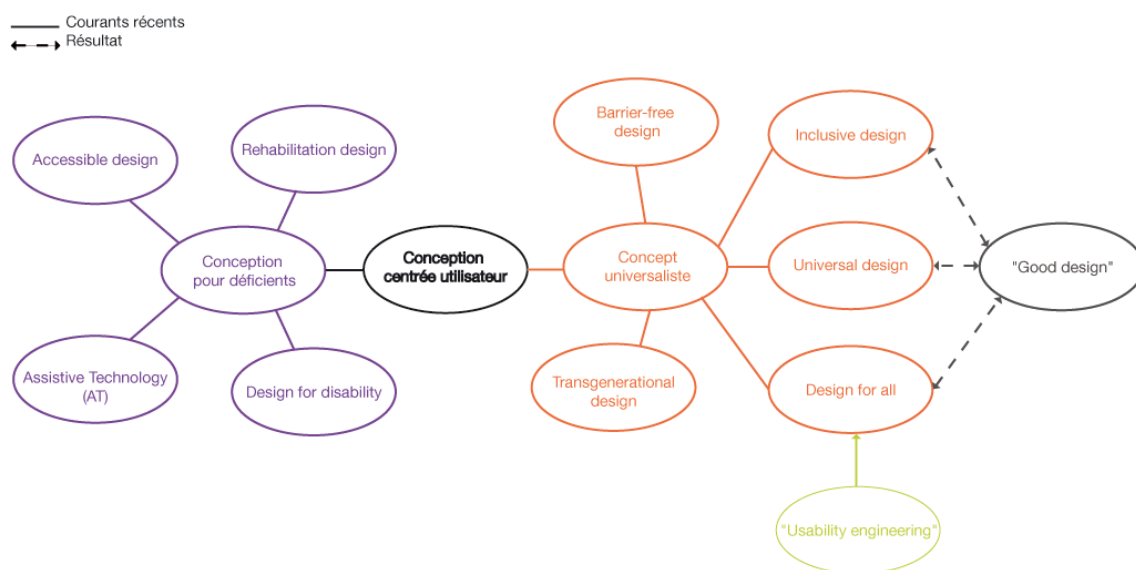 Courants récents
Résultat
Accessible design
Rehabilitation design
Conception
pour déficients
Assistive Technology
(AT)
Design for disability
Conception
centrée utilisateur
Barrier-free
design
Concept
universaliste
Transgenerational
design
Inclusive design
Universal design
Design for all
"Good design"
"Usability engineering"